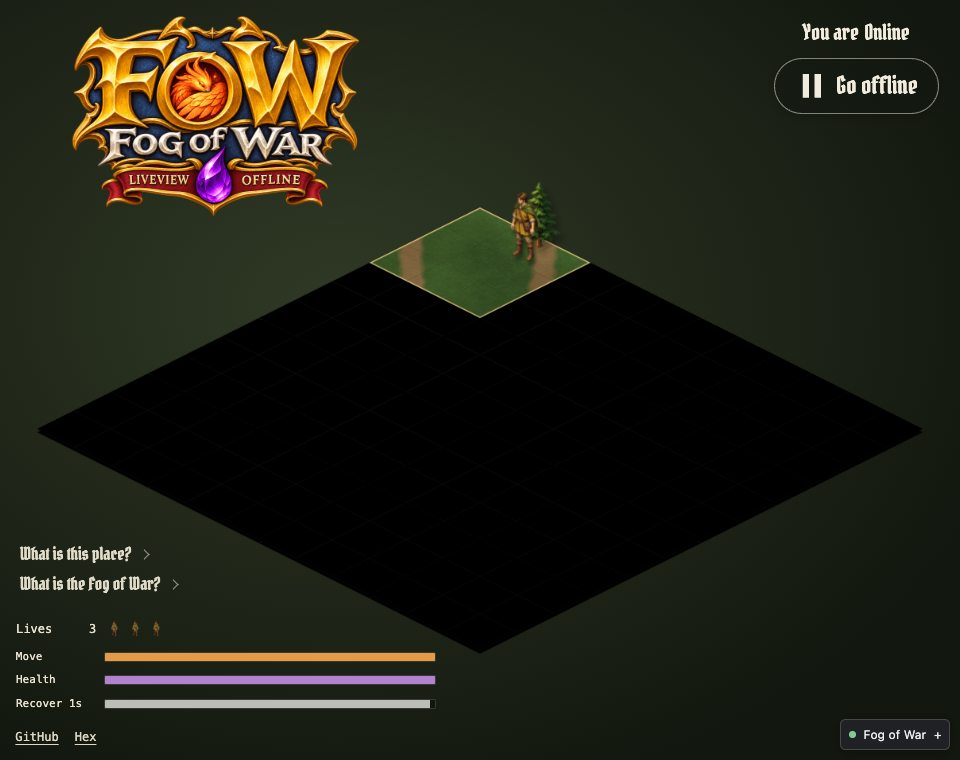 FOW
FOG OF WAR
LIVEVIEW OFFLINE
You are Online
Go offline
What is this place?
What is the Fog of War?
Lives 3
Move
Health
Recover 1s
GitHub Hex
Fog of War +